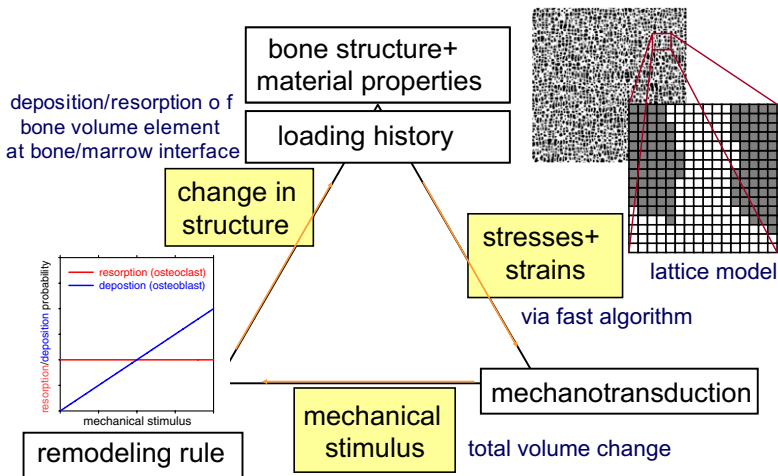 bone structure+
material properties
deposition/resorption o f
bone volume element
at bone/marrow interface
loading history
change in
structure
stresses+
strains
lattice model
via fast algorithm
resorption (osteoclast)
depostion (osteoblast)
resorption/deposition probability
mechanical stimulus
remodeling rule
mechanical
stimulus
mechanotransduction
total volume change